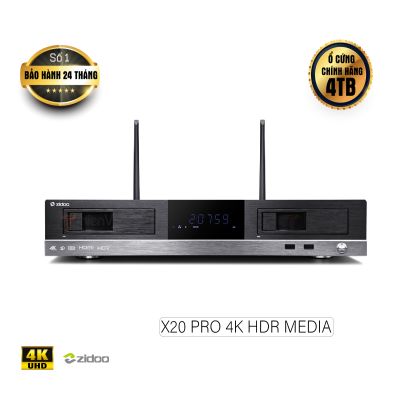 Số 1
BẢO HÀNH 24 THÁNG
Ổ CỨNG
CHÍNH HÃNG
4TB
zidoo
20759
4K
HDMI HDR
X20 PRO 4K HDR MEDIA
4K
UHD
zidoo